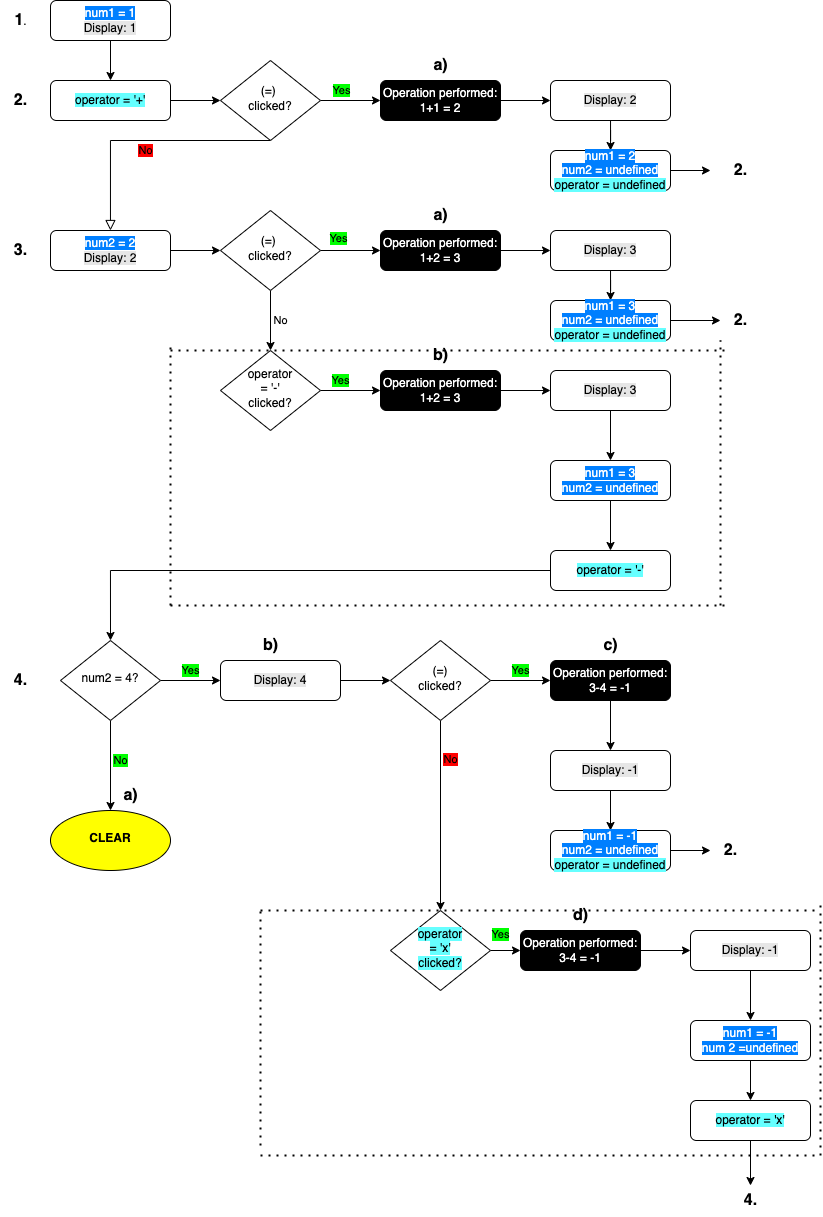 1.
num1 = 1
Display: 1
a)
2.
operator = '+'
(=)
clicked?
Yes
Operation performed:
1+1 = 2
Display: 2
No
num1 = 2
num2 = undefined
operator = undefined
2.
a)
3.
num2 = 2
Display: 2
(=)
clicked?
Yes
Operation performed:
1+2 = 3
Display: 3
No
num1 = 3
num2 = undefined
operator = undefined
2.
b)
operator
= '-'
clicked?
Yes
Operation performed:
1+2 = 3
Display: 3
num1 = 3
num2 = undefined
operator = '-'
4.
num2 = 4?
Yes
b)
Display: 4
(=)
clicked?
Yes
c)
Operation performed:
3-4 = -1
No
a)
CLEAR
No
Display: -1
num1 = -1
num2 = undefined
operator = undefined
2.
d)
operator
= 'x'
clicked?
Yes
Operation performed:
3-4 = -1
Display: -1
num1 = -1
num 2 =undefined
operator = 'x'
4.